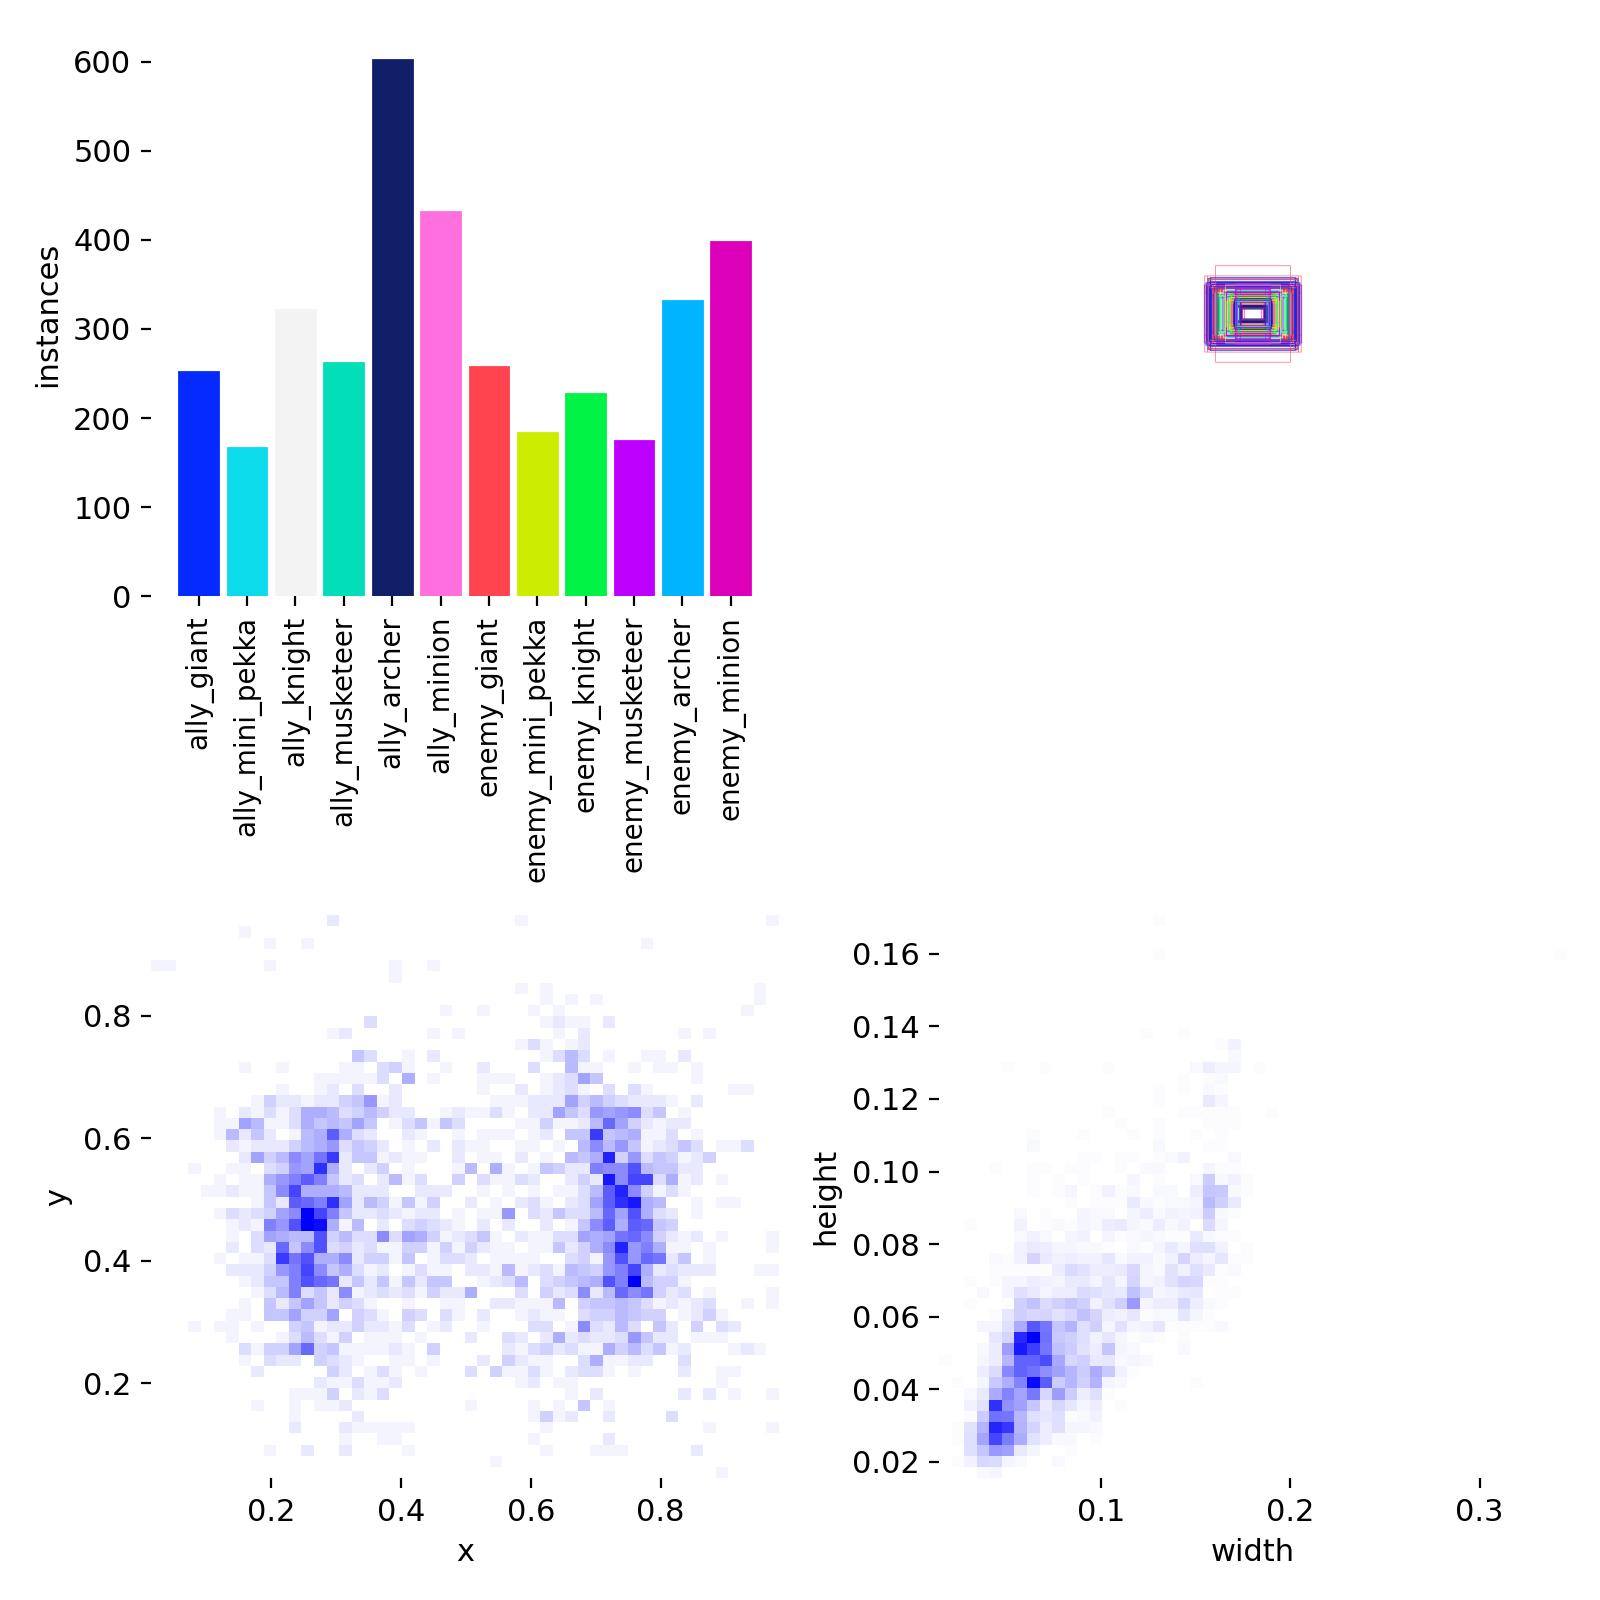 600
500
400
300
200
100
0
instances
ally_giant
ally_mini_pekka
ally_knight
ally_musketeer
ally_archer
ally_minion
enemy_giant
enemy_mini_pekka
enemy_knight
enemy_musketeer
enemy_archer
enemy_minion
0.8
0.6
0.4
0.2
y
0.2
0.4
0.6
0.8
x
0.16
0.14
0.12
0.10
0.08
0.06
0.04
0.02
height
0.1
0.2
0.3
width